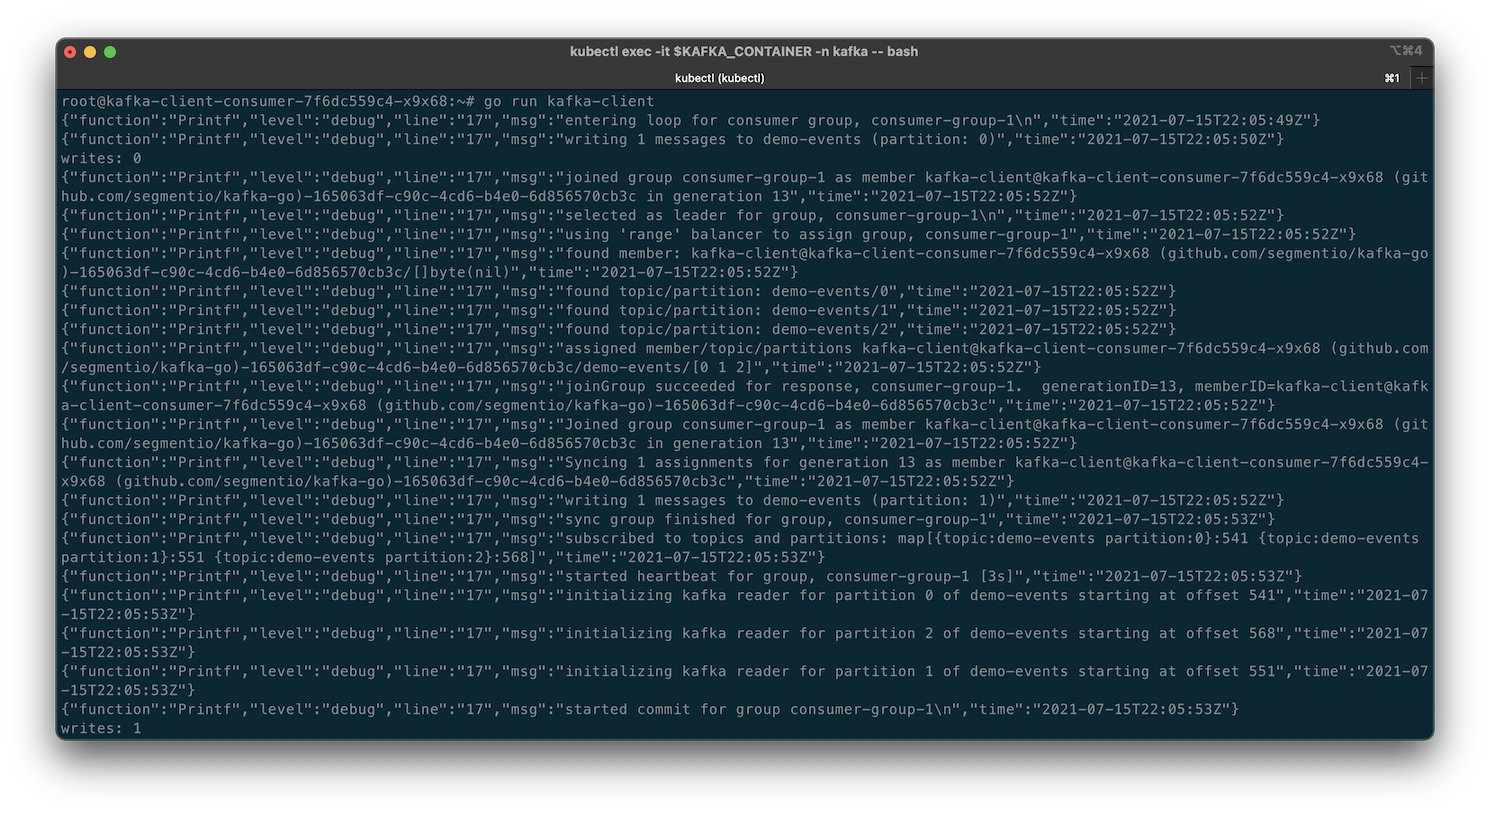 kubectl exec -it $KAFKA_CONTAINER -n kafka -- bash
⌥⌘4
kubectl (kubectl)
⌘1
+
root@kafka-client-consumer-7f6dc559c4-x9x68:~# go run kafka-client
{"function":"Printf","level":"debug","line":"17","msg":"entering loop for consumer group, consumer-group-1\n","time":"2021-07-15T22:05:49Z"}
{"function":"Printf","level":"debug","line":"17","msg":"writing 1 messages to demo-events (partition: 0)","time":"2021-07-15T22:05:50Z"}
writes: 0
{"function":"Printf","level":"debug","line":"17","msg":"joined group consumer-group-1 as member kafka-client@kafka-client-consumer-7f6dc559c4-x9x68 (git
hub.com/segmentio/kafka-go)-165063df-c90c-4cd6-b4e0-6d856570cb3c in generation 13","time":"2021-07-15T22:05:52Z"}
{"function":"Printf","level":"debug","line":"17","msg":"selected as leader for group, consumer-group-1\n","time":"2021-07-15T22:05:52Z"}
{"function":"Printf","level":"debug","line":"17","msg":"using 'range' balancer to assign group, consumer-group-1","time":"2021-07-15T22:05:52Z"}
{"function":"Printf","level":"debug","line":"17","msg":"found member: kafka-client@kafka-client-consumer-7f6dc559c4-x9x68 (github.com/segmentio/kafka-go
)-165063df-c90c-4cd6-b4e0-6d856570cb3c/[]byte(nil)","time":"2021-07-15T22:05:52Z"}
{"function":"Printf","level":"debug","line":"17","msg":"found topic/partition: demo-events/0","time":"2021-07-15T22:05:52Z"}
{"function":"Printf","level":"debug","line":"17","msg":"found topic/partition: demo-events/1","time":"2021-07-15T22:05:52Z"}
{"function":"Printf","level":"debug","line":"17","msg":"found topic/partition: demo-events/2","time":"2021-07-15T22:05:52Z"}
{"function":"Printf","level":"debug","line":"17","msg":"assigned member/topic/partitions kafka-client@kafka-client-consumer-7f6dc559c4-x9x68 (github.com
/segmentio/kafka-go)-165063df-c90c-4cd6-b4e0-6d856570cb3c/demo-events/[0 1 2]","time":"2021-07-15T22:05:52Z"}
{"function":"Printf","level":"debug","line":"17","msg":"joinGroup succeeded for response, consumer-group-1.  generationID=13, memberID=kafka-client@kafk
a-client-consumer-7f6dc559c4-x9x68 (github.com/segmentio/kafka-go)-165063df-c90c-4cd6-b4e0-6d856570cb3c","time":"2021-07-15T22:05:52Z"}
{"function":"Printf","level":"debug","line":"17","msg":"Joined group consumer-group-1 as member kafka-client@kafka-client-consumer-7f6dc559c4-x9x68 (git
hub.com/segmentio/kafka-go)-165063df-c90c-4cd6-b4e0-6d856570cb3c in generation 13","time":"2021-07-15T22:05:52Z"}
{"function":"Printf","level":"debug","line":"17","msg":"Syncing 1 assignments for generation 13 as member kafka-client@kafka-client-consumer-7f6dc559c4-
x9x68 (github.com/segmentio/kafka-go)-165063df-c90c-4cd6-b4e0-6d856570cb3c","time":"2021-07-15T22:05:52Z"}
{"function":"Printf","level":"debug","line":"17","msg":"writing 1 messages to demo-events (partition: 1)","time":"2021-07-15T22:05:52Z"}
{"function":"Printf","level":"debug","line":"17","msg":"sync group finished for group, consumer-group-1","time":"2021-07-15T22:05:53Z"}
{"function":"Printf","level":"debug","line":"17","msg":"subscribed to topics and partitions: map[{topic:demo-events partition:0}:541 {topic:demo-events
partition:1}:551 {topic:demo-events partition:2}:568]","time":"2021-07-15T22:05:53Z"}
{"function":"Printf","level":"debug","line":"17","msg":"started heartbeat for group, consumer-group-1 [3s]","time":"2021-07-15T22:05:53Z"}
{"function":"Printf","level":"debug","line":"17","msg":"initializing kafka reader for partition 0 of demo-events starting at offset 541","time":"2021-07
-15T22:05:53Z"}
{"function":"Printf","level":"debug","line":"17","msg":"initializing kafka reader for partition 2 of demo-events starting at offset 568","time":"2021-07
-15T22:05:53Z"}
{"function":"Printf","level":"debug","line":"17","msg":"initializing kafka reader for partition 1 of demo-events starting at offset 551","time":"2021-07
-15T22:05:53Z"}
{"function":"Printf","level":"debug","line":"17","msg":"started commit for group consumer-group-1\n","time":"2021-07-15T22:05:53Z"}
writes: 1